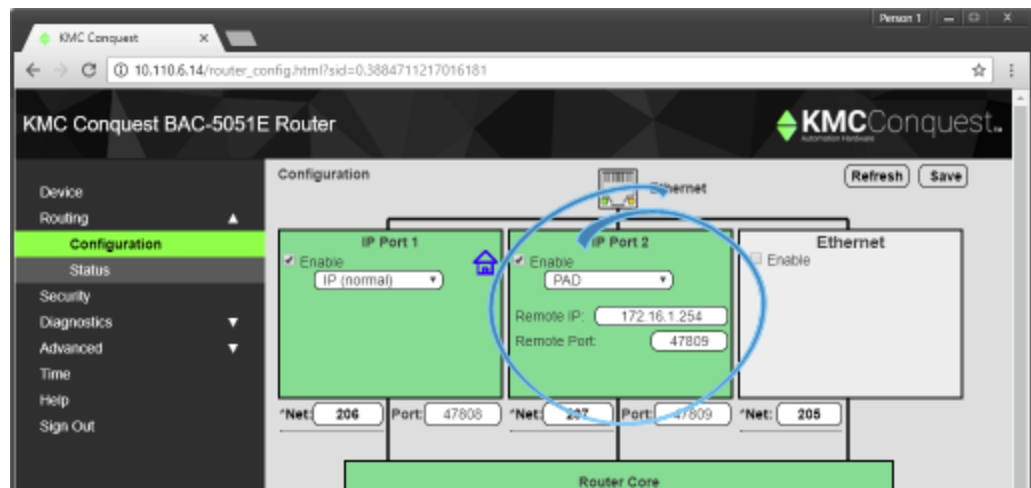 Person 1
KMC Conquest
10.110.6.14/router_config.html?sid=0.3884711217016181
KMC Conquest BAC-5051E Router
KMCConquest
Automation Hardware
Device
Routing
Configuration
Status
Security
Diagnostics
Advanced
Time
Help
Sign Out
Configuration
Ethernet
Refresh
Save
IP Port 1
Enable
IP (normal)
IP Port 2
Enable
PAD
Remote IP: 172.16.1.254
Remote Port: 47809
Ethernet
Enable
*Net: 206 Port: 47808
*Net: 207 Port: 47809
*Net: 205
Router Core